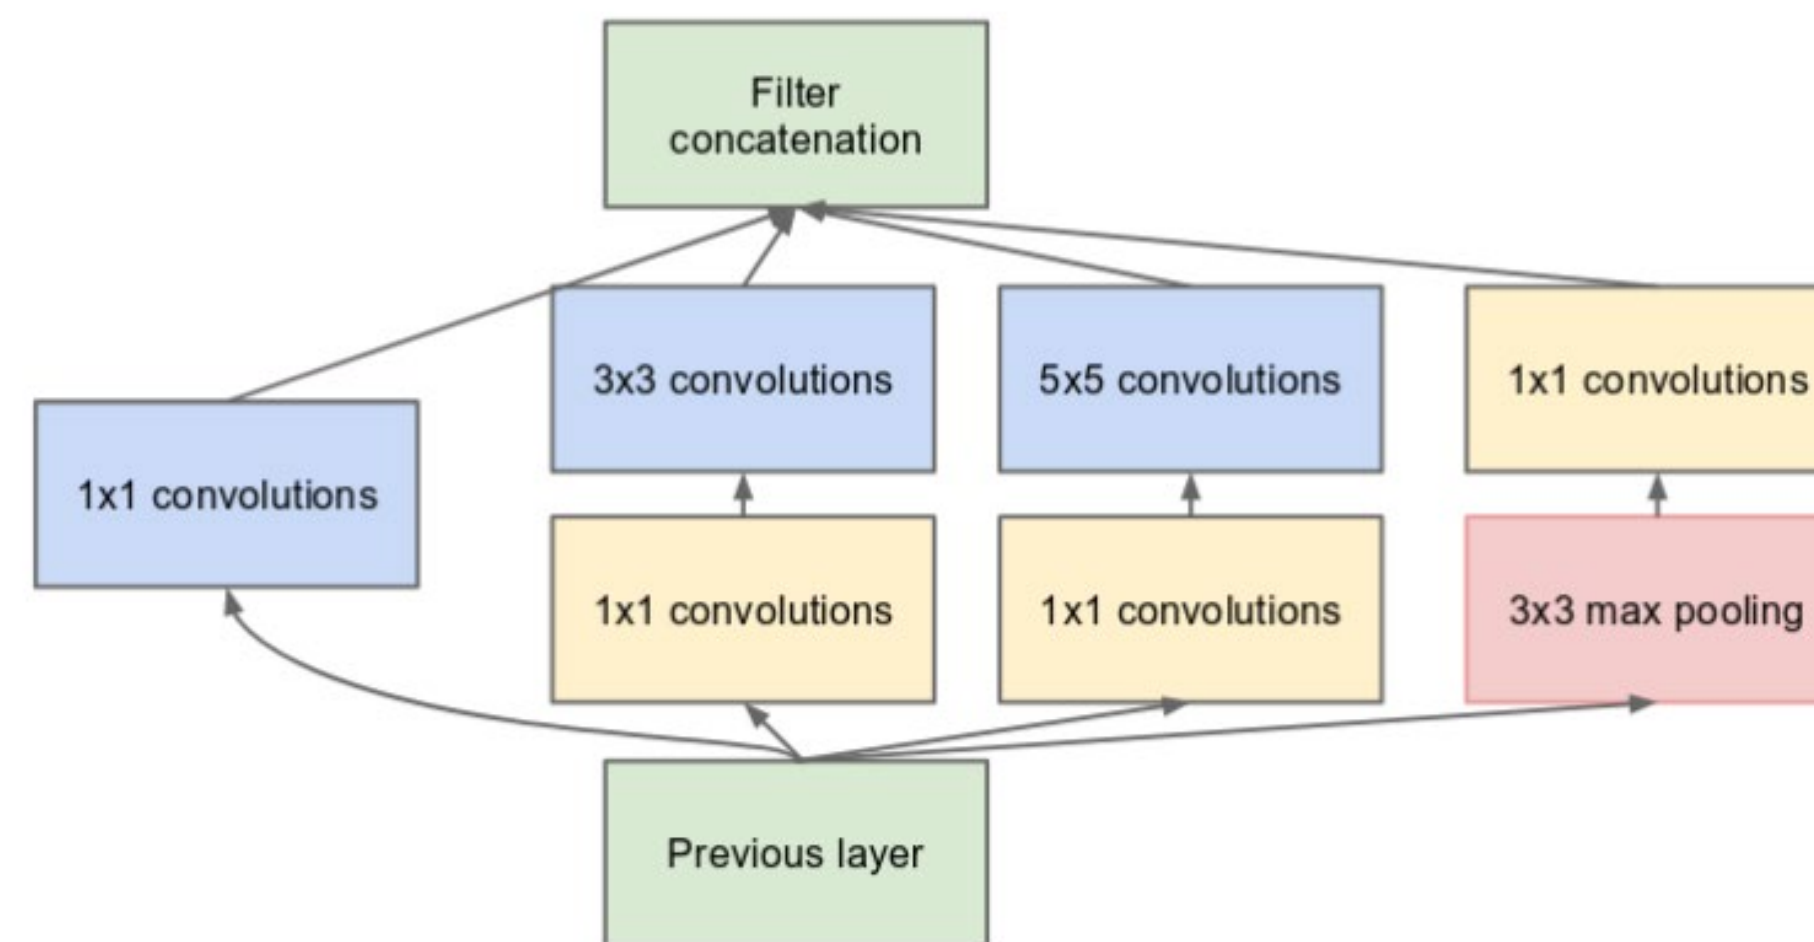 Filter
concatenation
3x3 convolutions
5x5 convolutions
1x1 convolutions
1x1 convolutions
1x1 convolutions
1x1 convolutions
3x3 max pooling
Previous layer